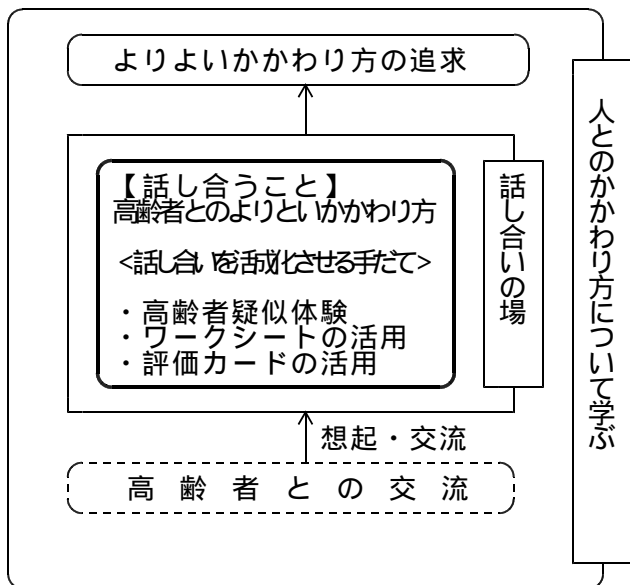 よりよいかかわり方の追求
【話し合うこと】
高齢者とのよりといかかわり方
<話し合いを活成化させる手だて>
・高齢者疑似体験
・ワークシートの活用
・評価カードの活用
話し合いの場
想起・交流
高齢者との交流
人とのかかわり方について学ぶ